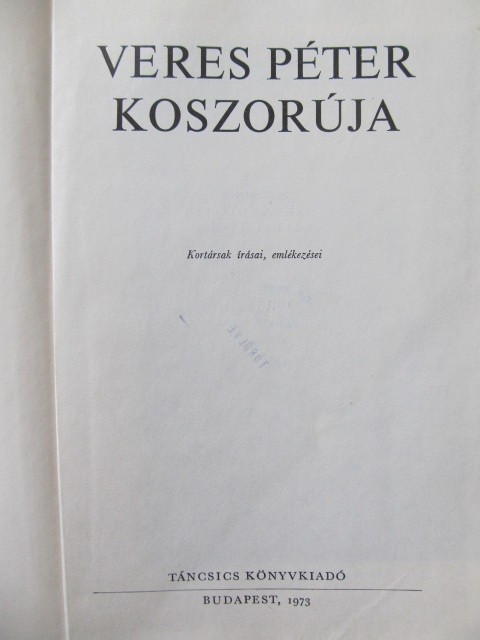 VERES PÉTER
KOSZORÚJA
Kortársak írásai, emlékezései
TÁNCSICS KÖNYVKIADÓ
BUDAPEST, 1973